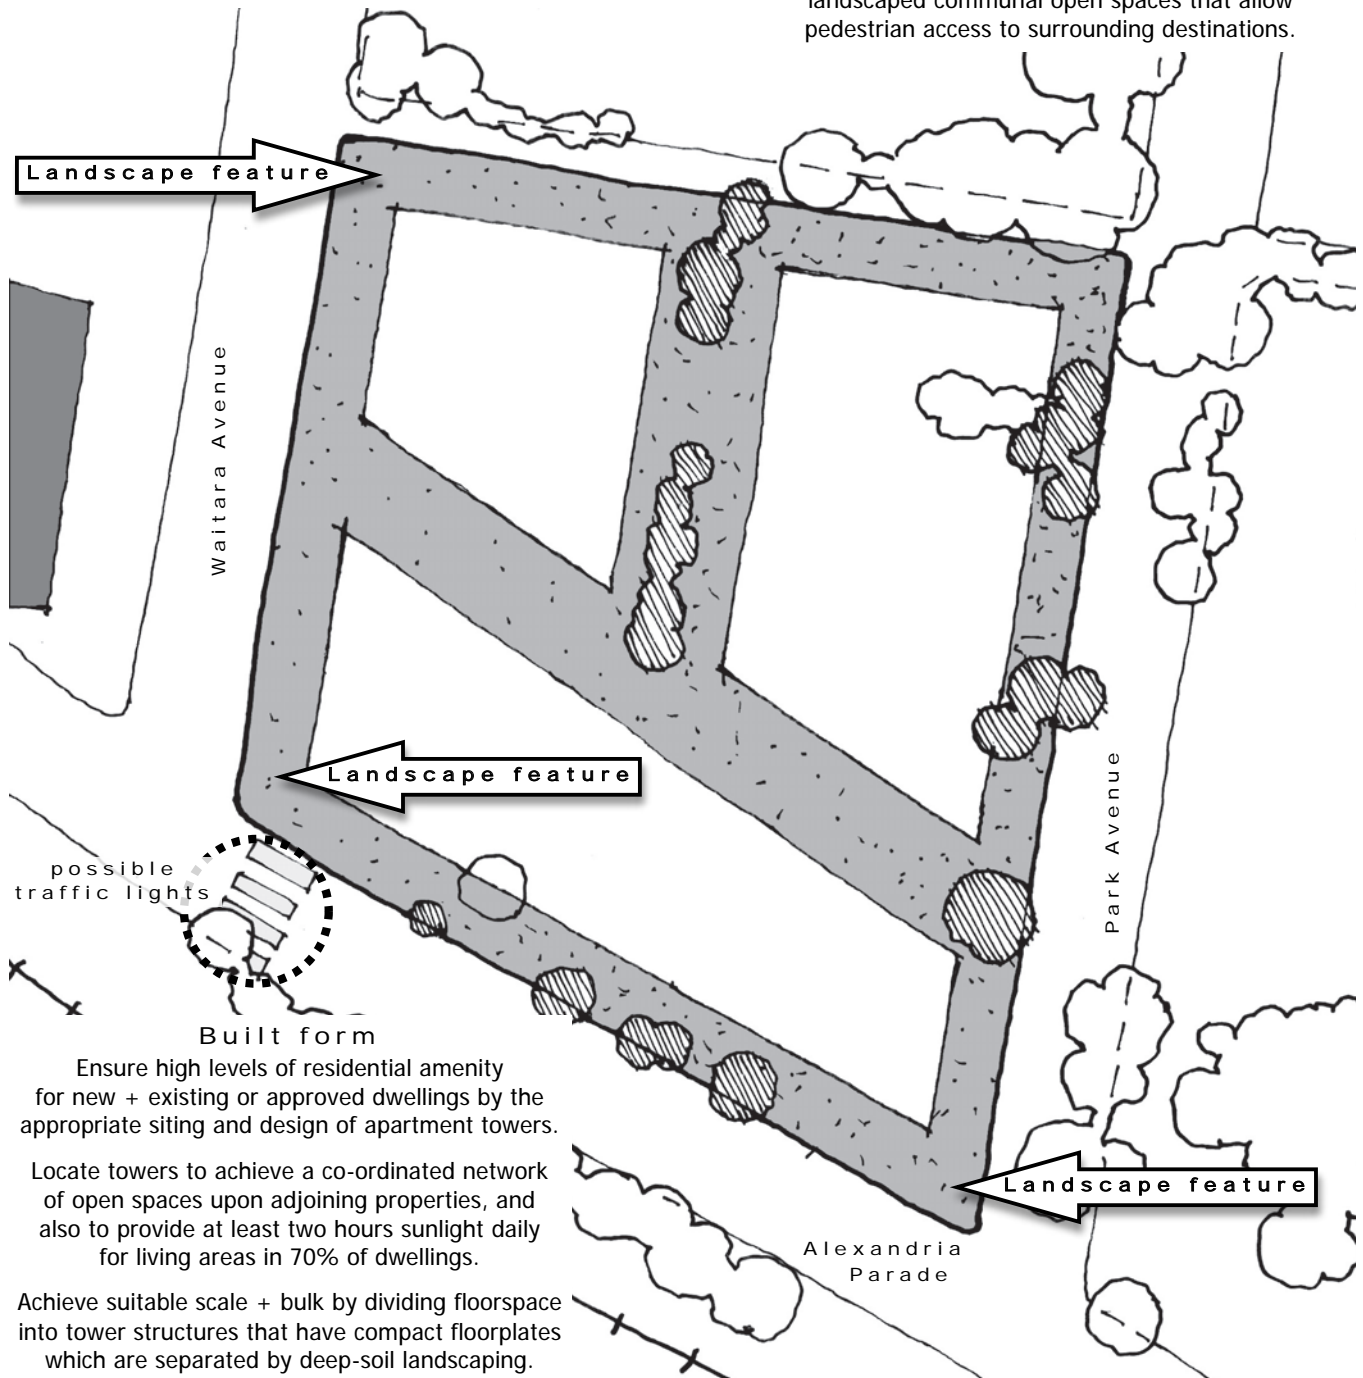 landscaped communal open spaces that allow
pedestrian access to surrounding destinations.
Landscape feature
Waitara Avenue
Landscape feature
Park Avenue
possible
traffic lights
Built form
Ensure high levels of residential amenity
for new + existing or approved dwellings by the
appropriate siting and design of apartment towers.
Locate towers to achieve a co-ordinated network
of open spaces upon adjoining properties, and
also to provide at least two hours sunlight daily
for living areas in 70% of dwellings.
Achieve suitable scale + bulk by dividing floorspace
into tower structures that have compact floorplates
which are separated by deep-soil landscaping.
Landscape feature
Alexandria
Parade